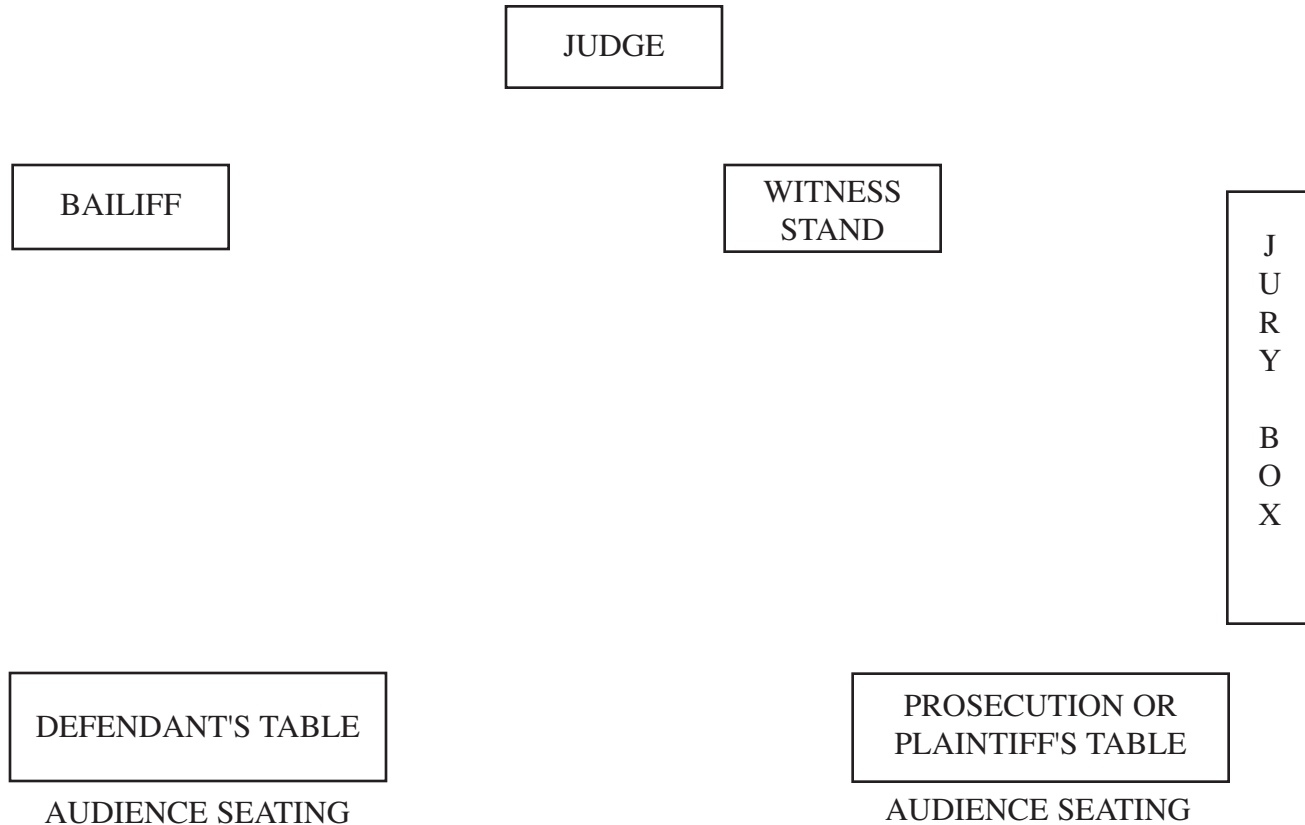 JUDGE
BAILIFF
WITNESS
STAND
J
U
R
Y
B
O
X
DEFENDANT'S TABLE
PROSECUTION OR
PLAINTIFF'S TABLE
AUDIENCE SEATING
AUDIENCE SEATING